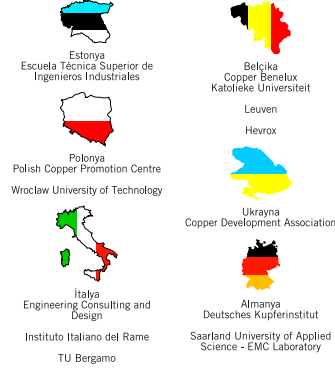 Estonya
Escuela Técnica Superior de
Ingenieros Industriales
Polonya
Polish Copper Promotion Centre
Wroclaw University of Technology
İtalya
Engineering Consulting and
Design
Instituto Italiano del Rame
TU Bergamo
Belçika
Copper Benelux
Katolieke Universiteit
Leuven
Hevrox
Ukrayna
Copper Development Association
Almanya
Deutsches Kupferinstitut
Saarland University of Applied
Science - EMC Laboratory